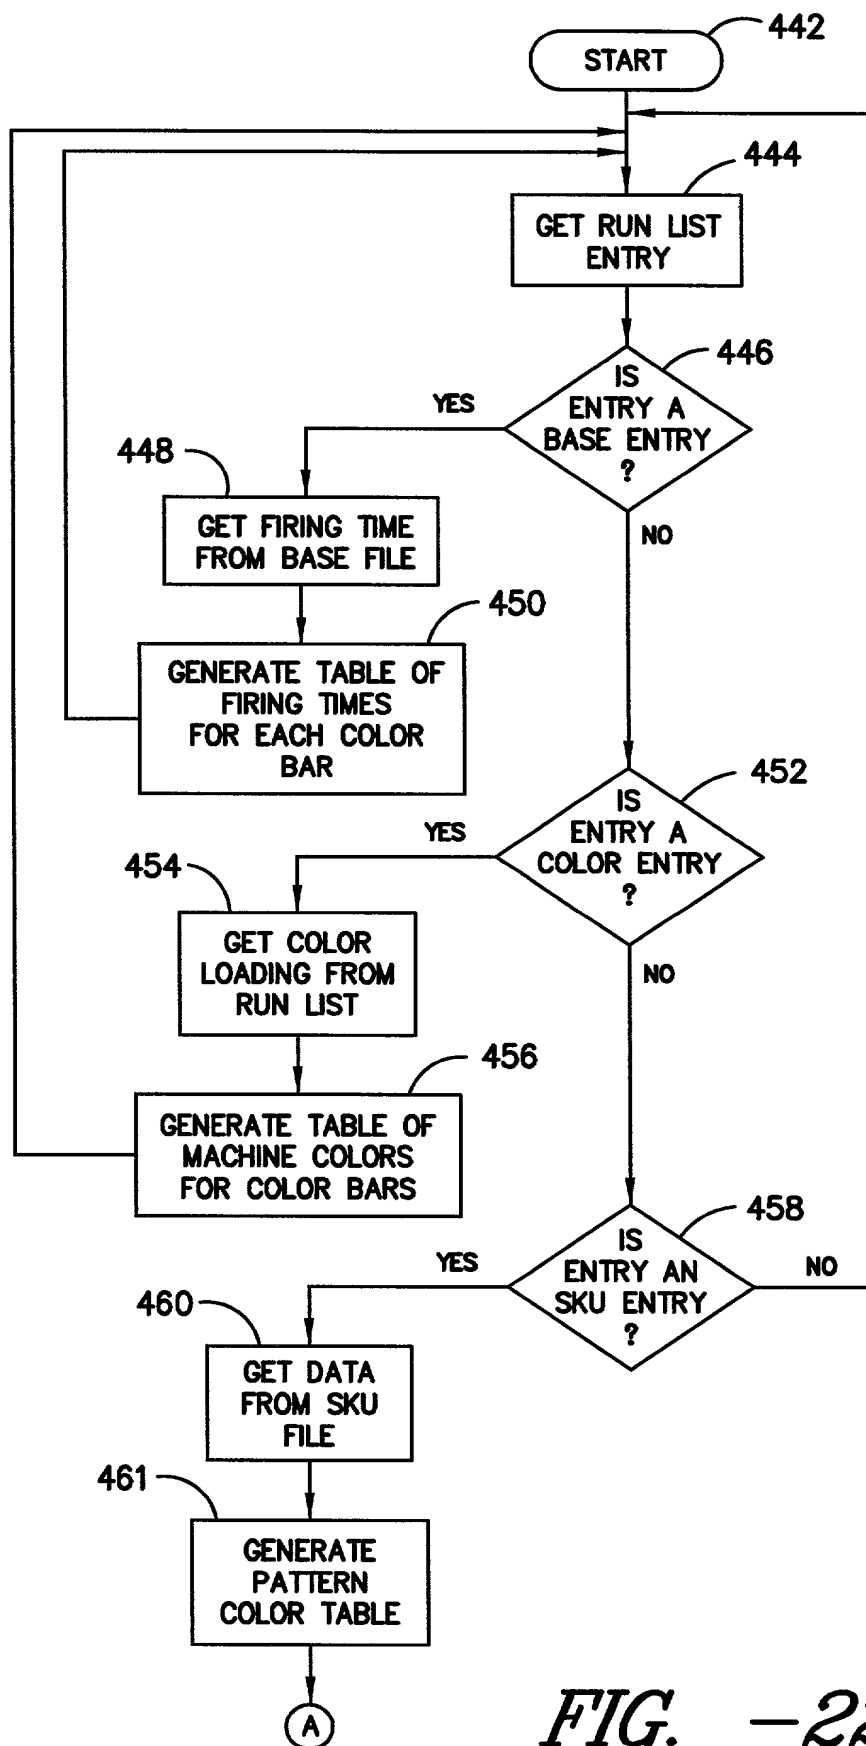 442
START
444
GET RUN LIST
ENTRY
446
IS
ENTRY A
BASE ENTRY
?
YES
NO
448
GET FIRING TIME
FROM BASE FILE
450
GENERATE TABLE OF
FIRING TIMES
FOR EACH COLOR
BAR
452
IS
ENTRY A
COLOR ENTRY
?
YES
NO
454
GET COLOR
LOADING FROM
RUN LIST
456
GENERATE TABLE OF
MACHINE COLORS
FOR COLOR BARS
458
IS
ENTRY AN
SKU ENTRY
?
YES
NO
460
GET DATA
FROM SKU
FILE
461
GENERATE
PATTERN
COLOR TABLE
A
FIG. -22